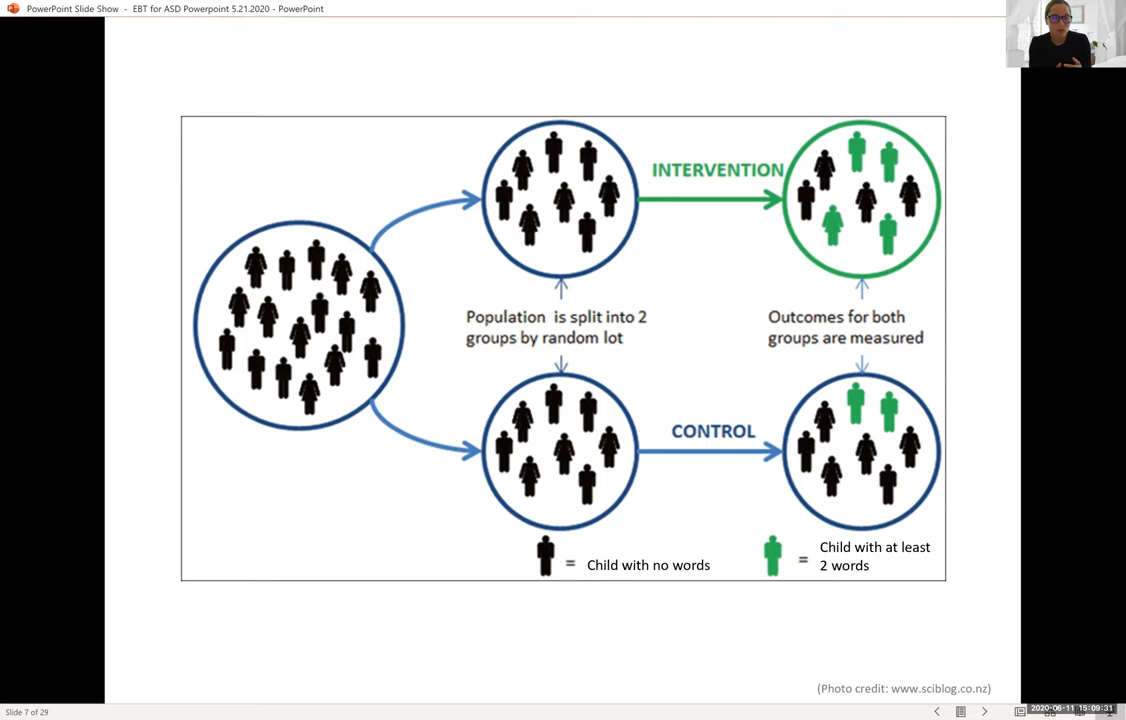 PowerPoint Slide Show - EBT for ASD Powerpoint 5.21.2020 - PowerPoint
INTERVENTION
Population is split into 2
groups by random lot
Outcomes for both
groups are measured
CONTROL
= Child with no words
= Child with at least
2 words
(Photo credit: www.sciblog.co.nz)
Slide 7 of 29
2020-06-11 15:09:31